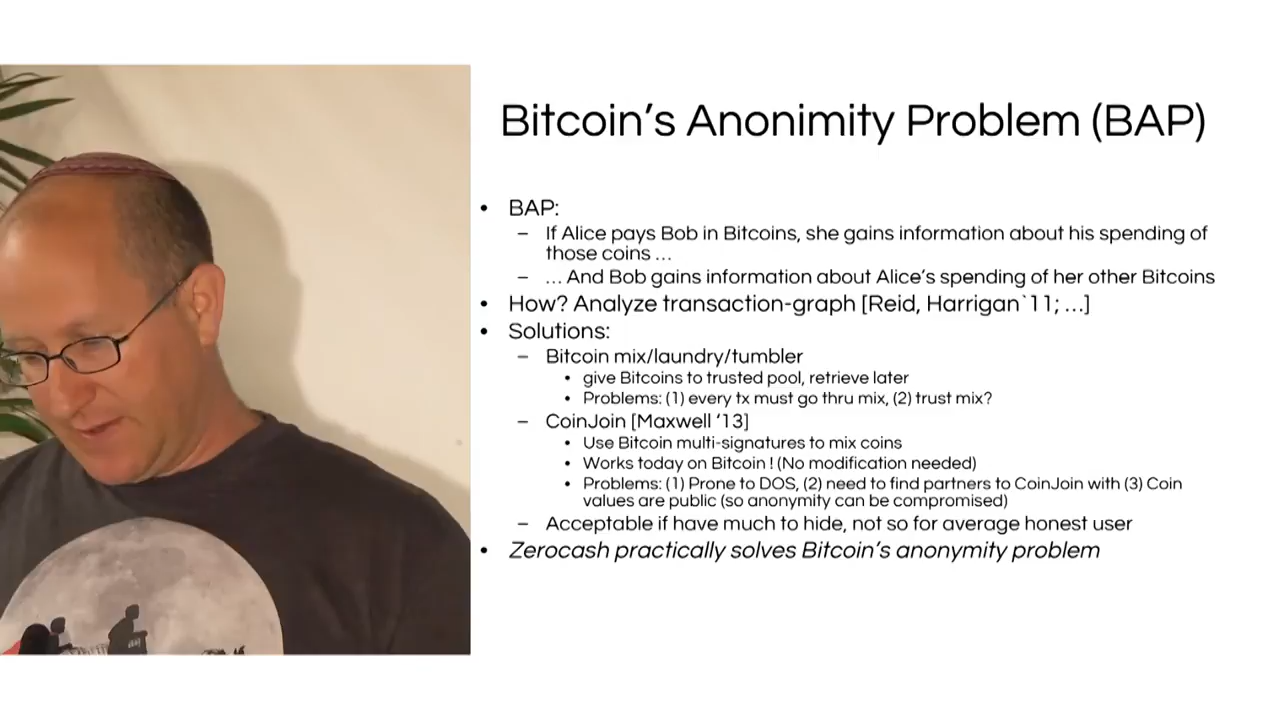 Bitcoin's Anonimity Problem (BAP)
• BAP:
– If Alice pays Bob in Bitcoins, she gains information about his spending of
those coins …
– … And Bob gains information about Alice's spending of her other Bitcoins
• How? Analyze transaction-graph [Reid, Harrigan`11; …]
• Solutions:
– Bitcoin mix/laundry/tumbler
• give Bitcoins to trusted pool, retrieve later
• Problems: (1) every tx must go thru mix, (2) trust mix?
– CoinJoin [Maxwell ‘13]
• Use Bitcoin multi-signatures to mix coins
• Works today on Bitcoin ! (No modification needed)
• Problems: (1) Prone to DOS, (2) need to find partners to CoinJoin with (3) Coin
values are public (so anonymity can be compromised)
– Acceptable if have much to hide, not so for average honest user
• Zerocash practically solves Bitcoin's anonymity problem